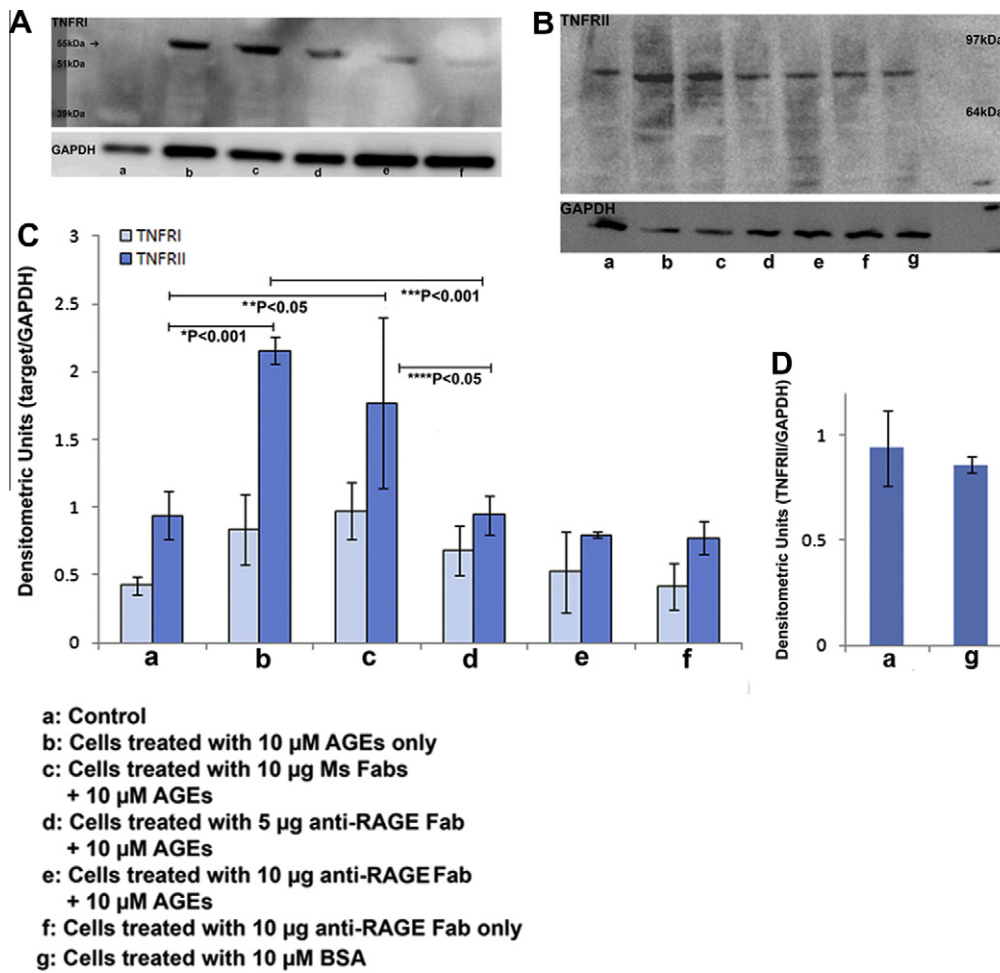 A
TNFRI
55kDa →
51kDa
39kDa
GAPDH
a b c d e f
B
TNFRII
97kDa
64kDa
GAPDH
a b c d e f g
C
Densitometric Units (target/GAPDH)
3
2.5
2
1.5
1
0.5
0
TNFRI
TNFRII
***P<0.001
**P<0.05
*P<0.001
****P<0.05
a b c d e f
D
Densitometric Units (TNFRII/GAPDH)
1
0.5
0
a g
a: Control
b: Cells treated with 10 µM AGEs only
c: Cells treated with 10 µg Ms Fabs
+ 10 µM AGEs
d: Cells treated with 5 µg anti-RAGE Fab
+ 10 µM AGEs
e: Cells treated with 10 µg anti-RAGE Fab
+ 10 µM AGEs
f: Cells treated with 10 µg anti-RAGE Fab only
g: Cells treated with 10 µM BSA